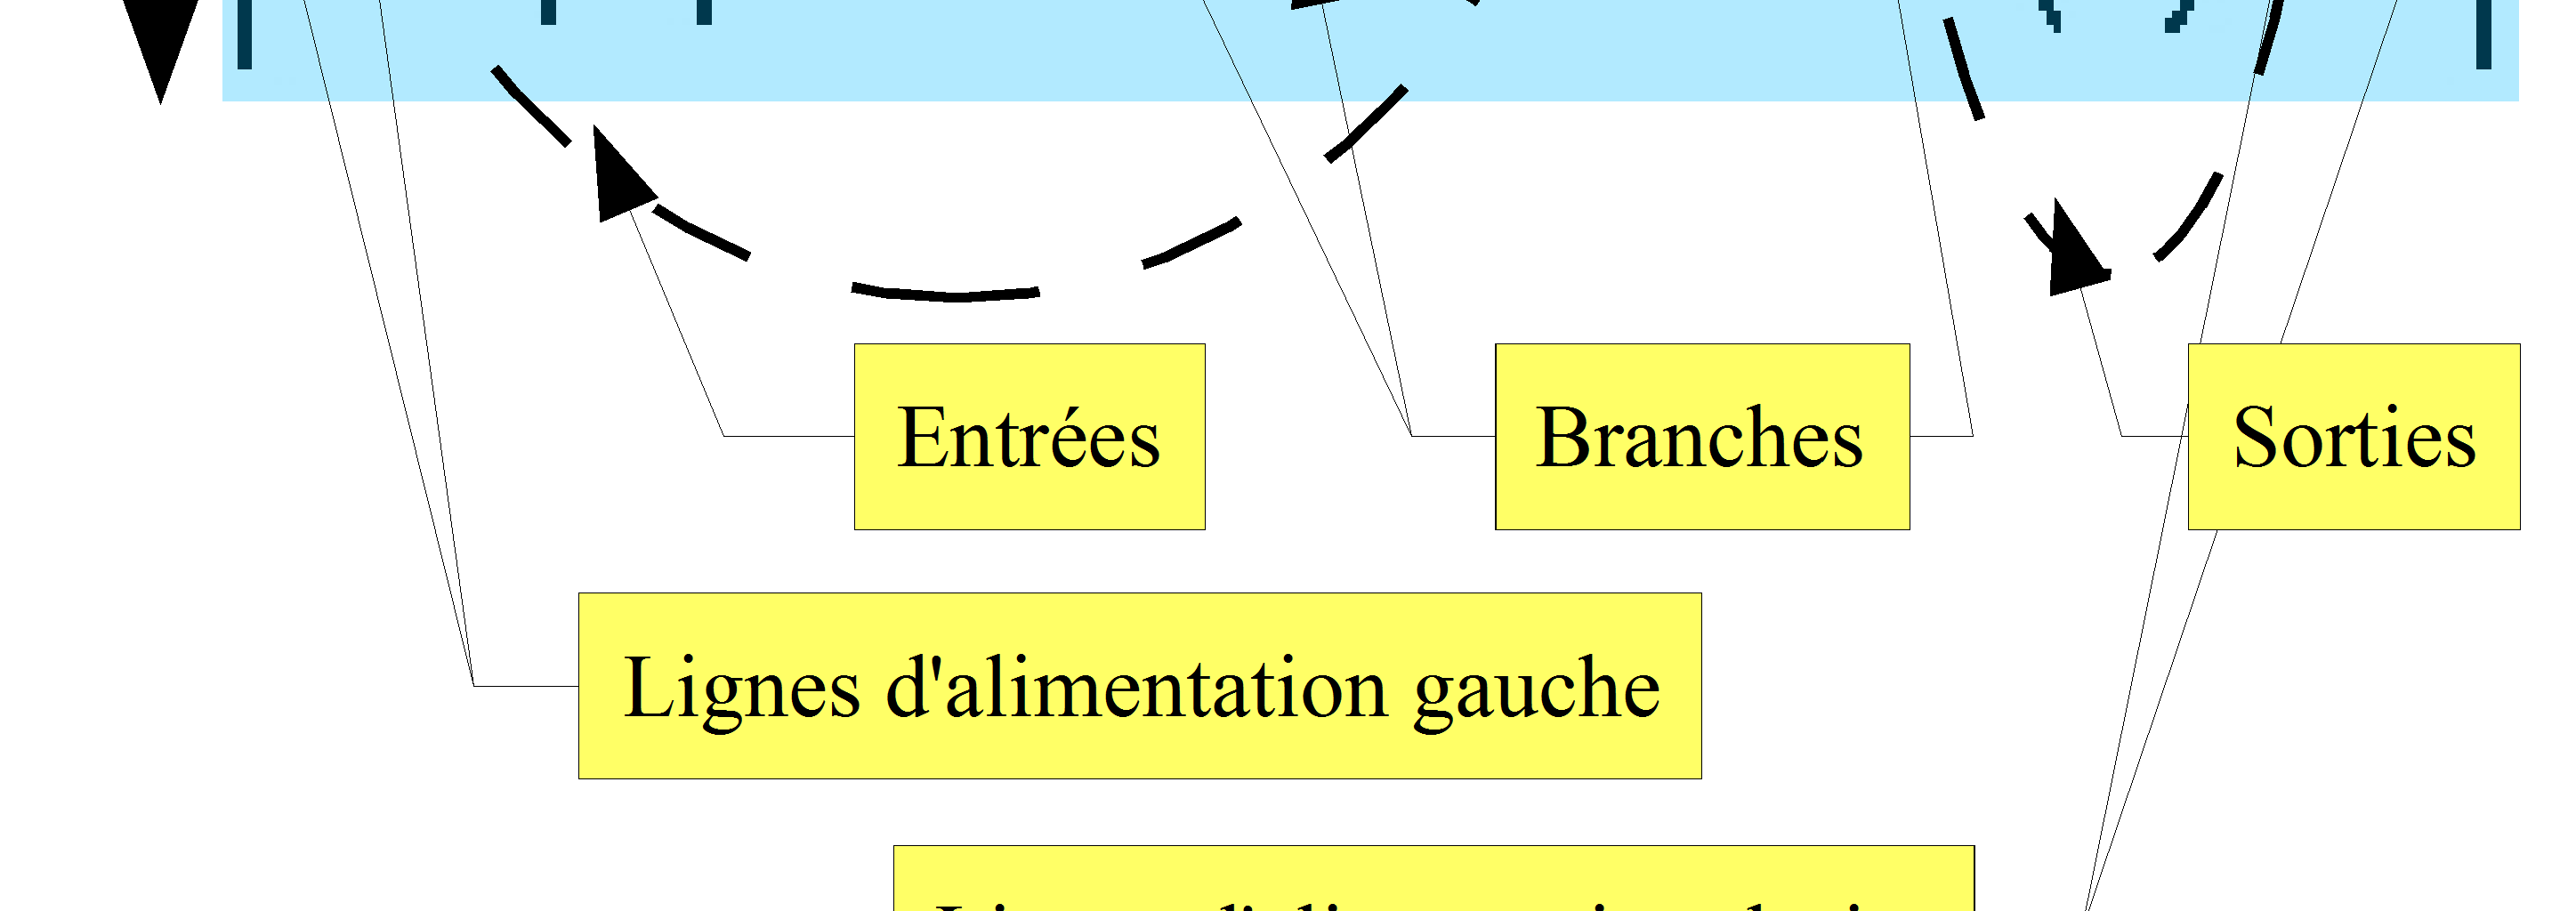 Entrées
Branches
Sorties
Lignes d'alimentation gauche